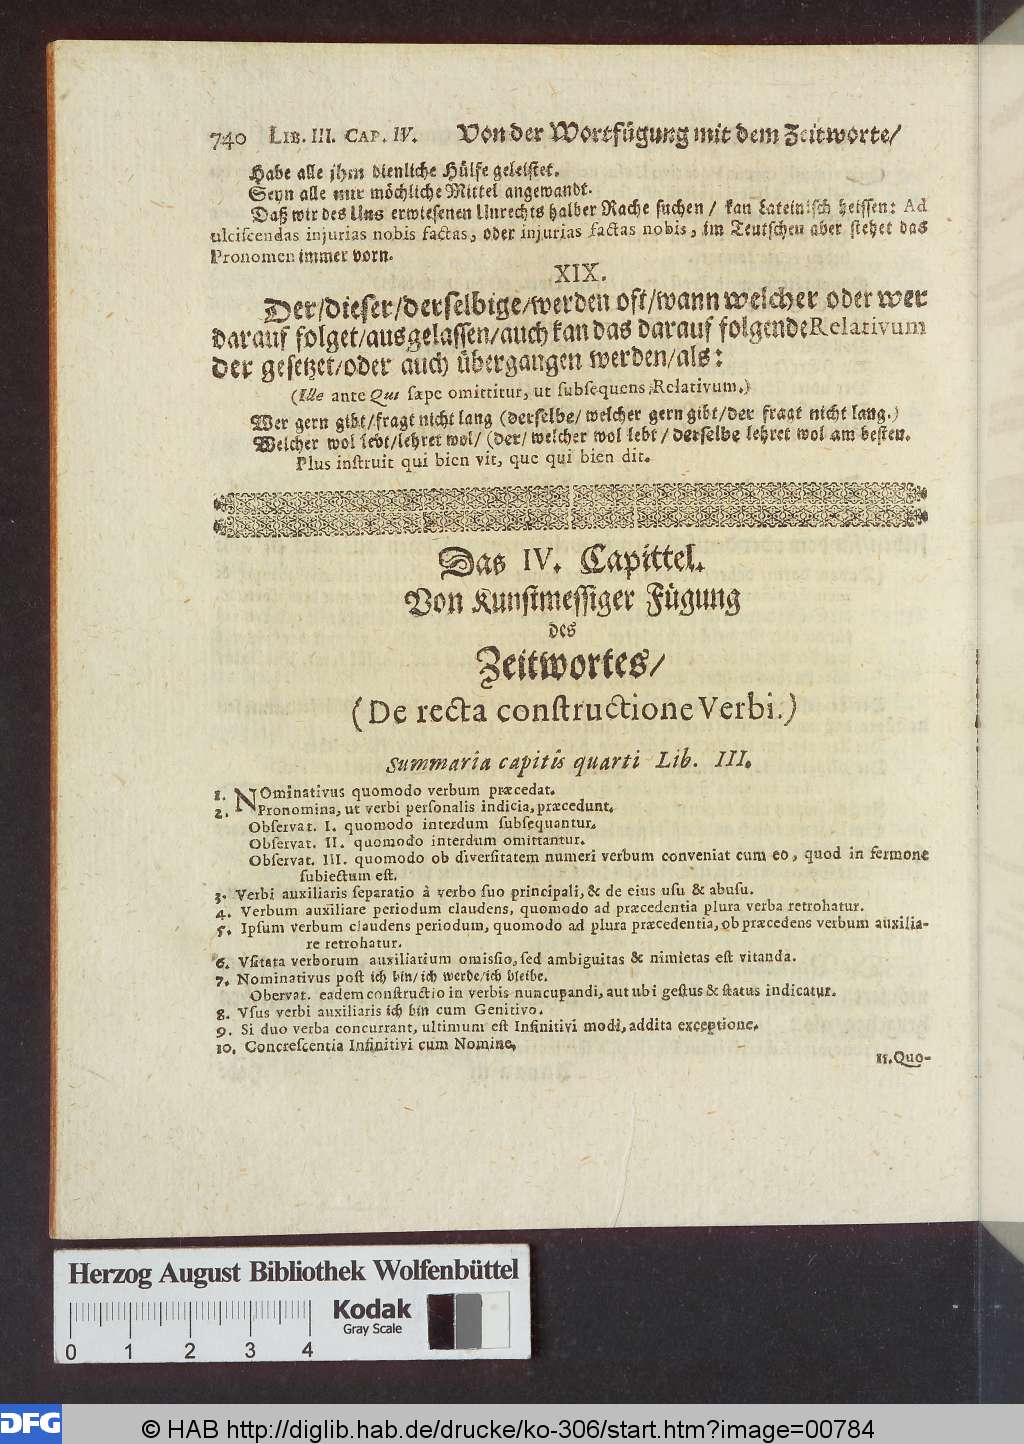 740 LIB. III. CAP. IV. Von der Wortfügung mit dem Zeitworte/
Habe alle jhm dienliche Hülfe geleistet.
Seyn alle nur möchliche Mittel angewandt.
Daß wir des Uns erwiesenen Unrechts halber Rache suchen / kan Lateinisch heissen: Ad
ulciscendas injurias nobis factas, oder injurias factas nobis, im Teutschen aber stehet das
Pronomen immer vorn.
XIX.
Der/dieser/derselbige/werden oft/wann welcher oder wer
darauf folget/ausgelassen/auch kan das darauf folgende Relativum
der gesetzet/oder auch übergangen werden/als:
(Ille ante Qui sæpe omittitur, ut subsequens Relativum.)
Wer gern gibt/fragt nicht lang (derselbe/ welcher gern gibt/der fragt nicht lang.)
Welcher wol lebt/lehret wol/ (der/ welcher wol lebt / derselbe lehret wol am besten.
Plus instruit qui bien vit, que qui bien dit.
Das IV. Capittel.
Von Kunstmessiger Fügung
des
Zeitwortes/
(De recta constructione Verbi.)
Summaria capitis quarti Lib. III.
1. NOminativus quomodo verbum præcedat.
2. Pronomina, ut verbi personalis indicia, præcedunt.
Observat. I. quomodo interdum subsequantur.
Observat. II. quomodo interdum omittantur.
Observat. III. quomodo ob diversitatem numeri verbum conveniat cum eo, quod in sermone
subiectum est.
3. Verbi auxiliaris separatio à verbo suo principali, & de eius usu & abusu.
4. Verbum auxiliare periodum claudens, quomodo ad præcedentia plura verba retrohatur.
5. Ipsum verbum claudens periodum, quomodo ad plura præcedentia, ob præcedens verbum auxilia-
re retrohatur.
6. Vsitata verborum auxiliarium omissio, sed ambiguitas & nimietas est vitanda.
7. Nominativus post ich bin/ ich werde/ich bleibe.
Obervat. eadem constructio in verbis nuncupandi, aut ubi gestus & status indicatur.
8. Vsus verbi auxiliaris ich bin cum Genitivo.
9. Si duo verba concurrant, ultimum est Infinitivi modi, addita exceptione.
10. Concrescentia Infinitivi cum Nomine.
11. Quo-
Herzog August Bibliothek Wolfenbüttel
Kodak
Gray Scale
0 1 2 3 4
DFG
© HAB http://diglib.hab.de/drucke/ko-306/start.htm?image=00784